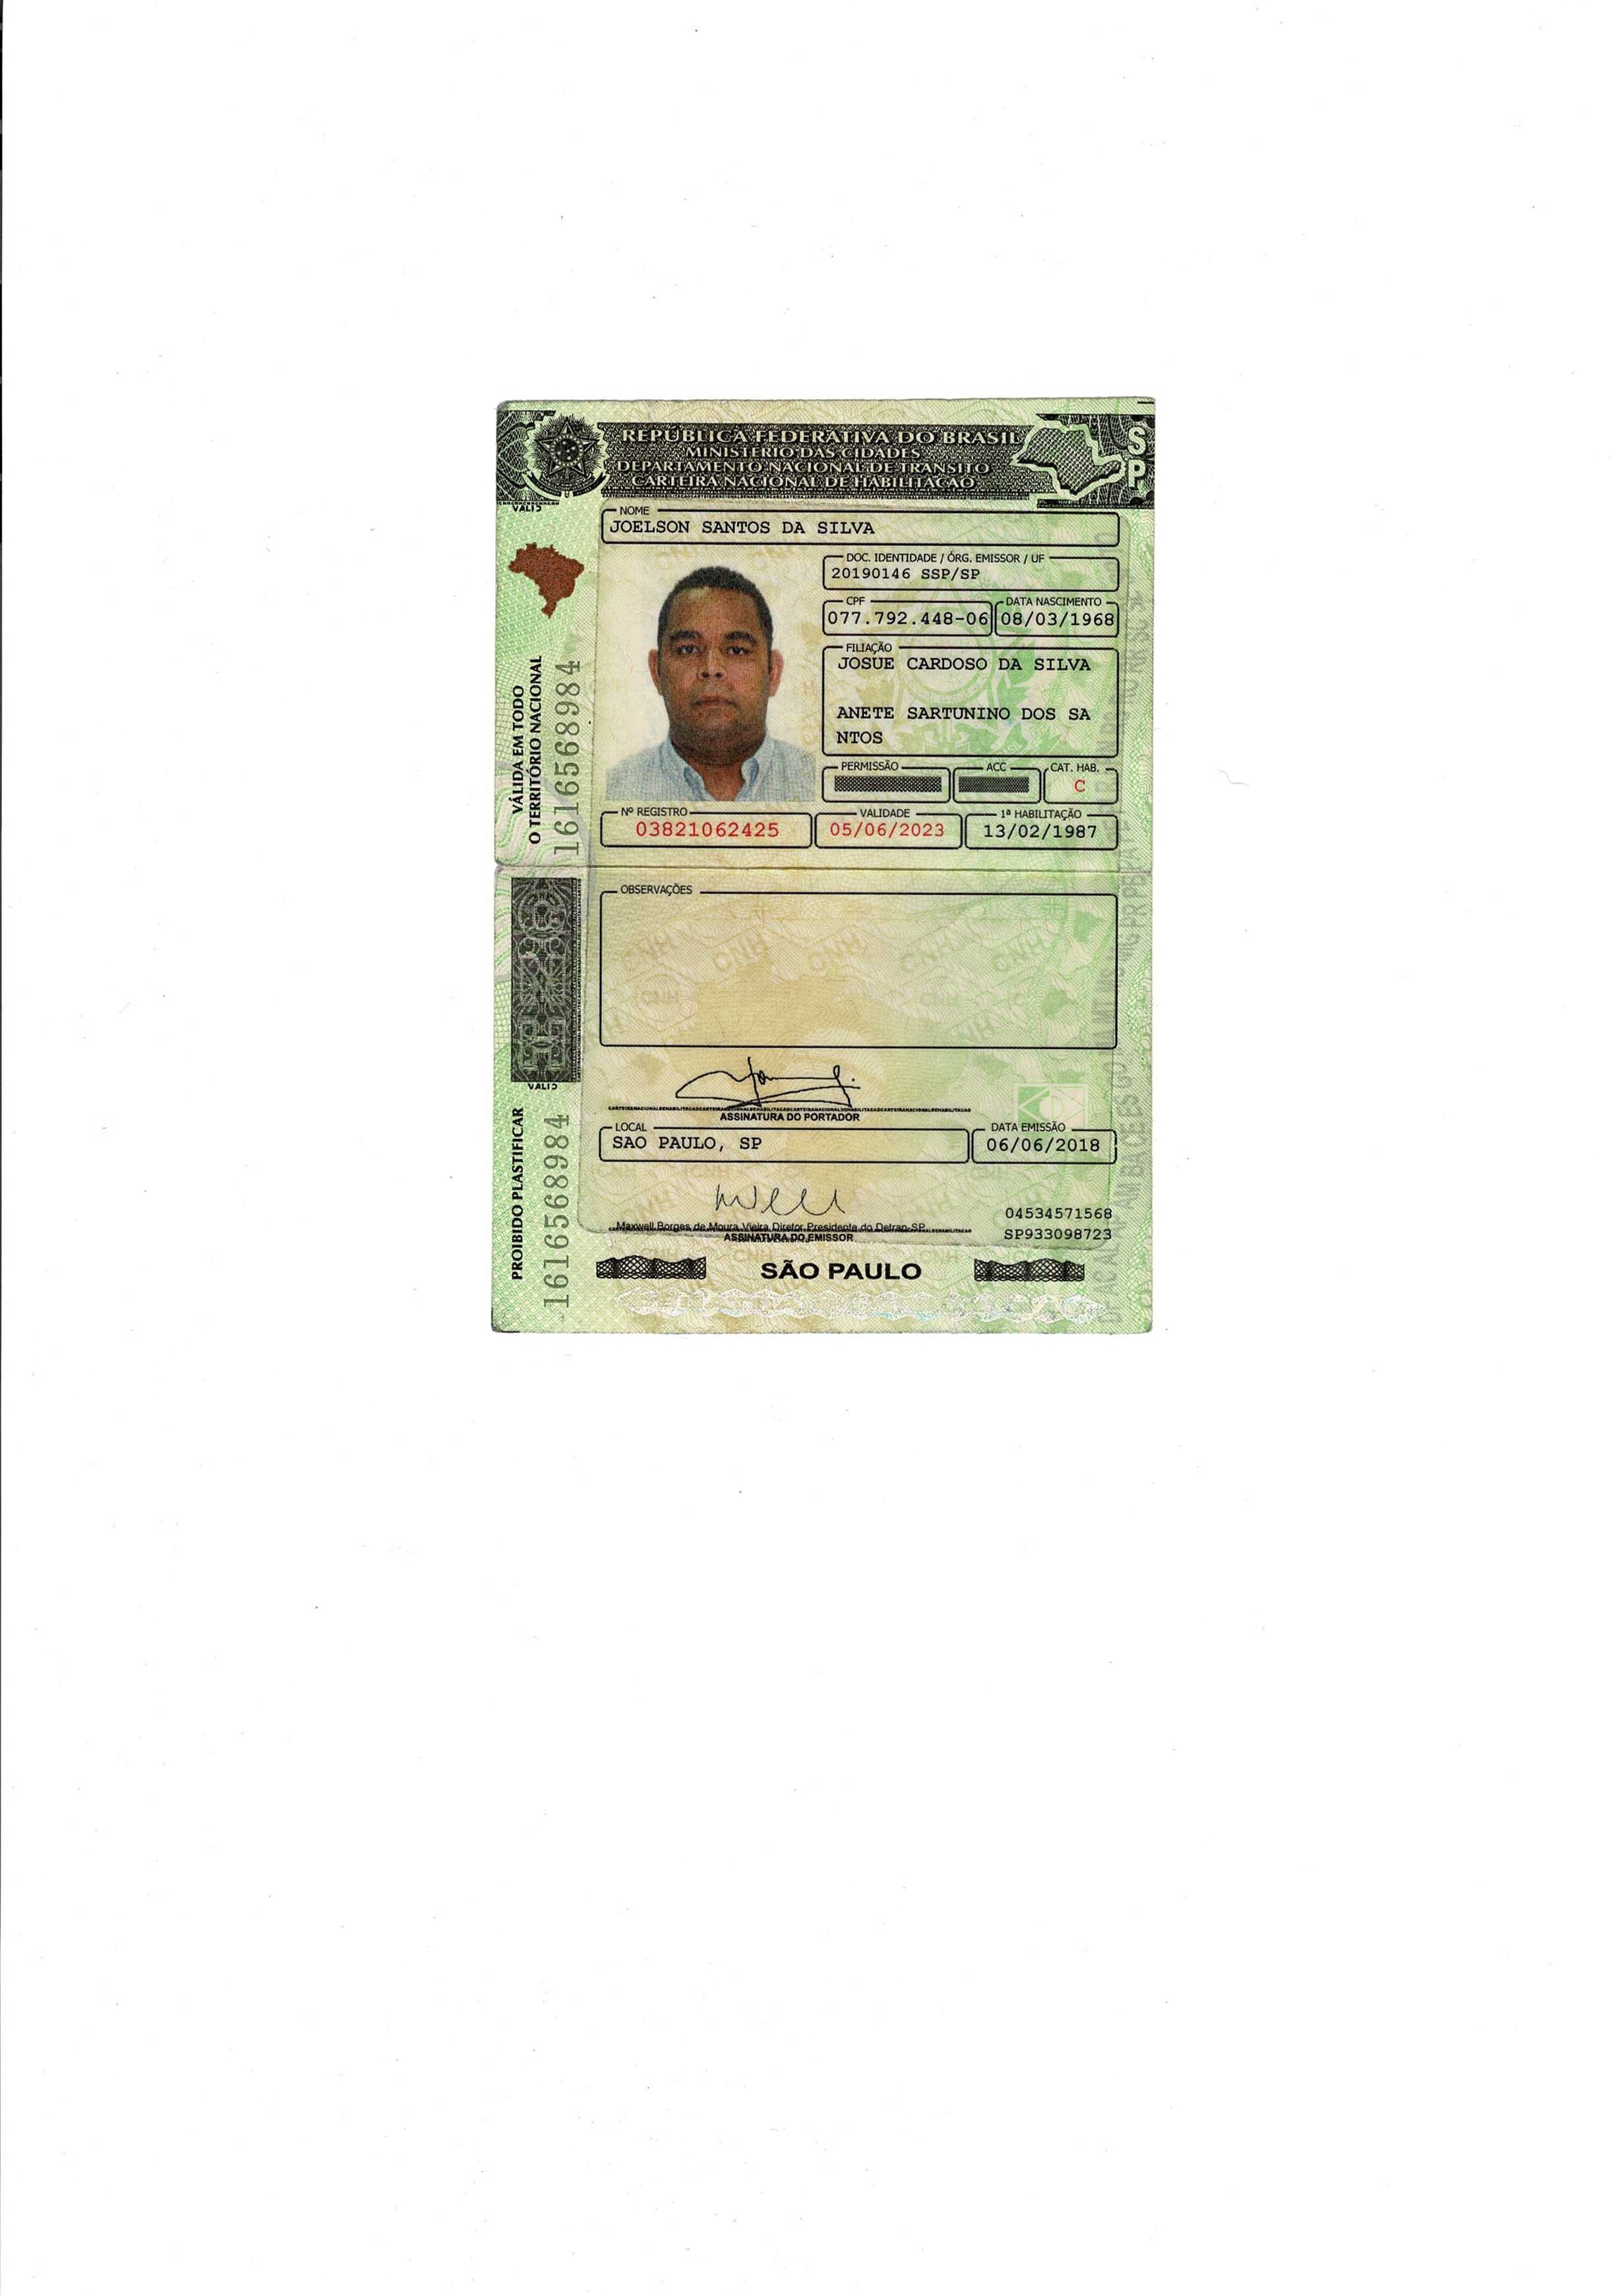 REPÚBLICA FEDERATIVA DO BRASIL
MINISTÉRIO DAS CIDADES
DEPARTAMENTO NACIONAL DE TRÂNSITO
CARTEIRA NACIONAL DE HABILITAÇÃO
SP
NOME
JOELSON SANTOS DA SILVA
DOC. IDENTIDADE / ÓRG. EMISSOR / UF
20190146 SSP/SP
CPF
077.792.448-06
DATA NASCIMENTO
08/03/1968
FILIAÇÃO
JOSUE CARDOSO DA SILVA
ANETE SARTUNINO DOS SA
NTOS
PERMISSÃO
ACC
CAT. HAB.
C
Nº REGISTRO
03821062425
VALIDADE
05/06/2023
1ª HABILITAÇÃO
13/02/1987
VÁLIDA EM TODO
O TERRITÓRIO NACIONAL
1616568984
OBSERVAÇÕES
ASSINATURA DO PORTADOR
LOCAL
SAO PAULO, SP
DATA EMISSÃO
06/06/2018
Maxwell Borges de Moura Vieira Diretor Presidente do Detran-SP
ASSINATURA DO EMISSOR
04534571568
SP933098723
PROIBIDO PLASTIFICAR
1616568984
SÃO PAULO